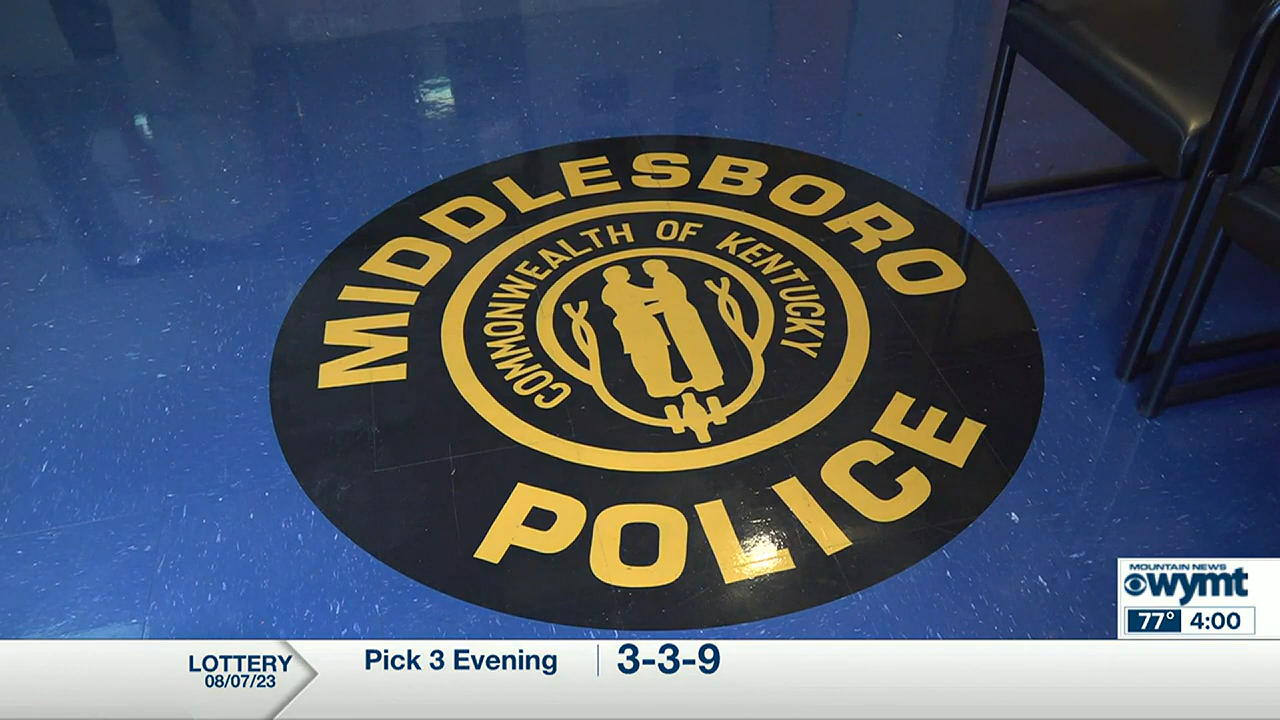 MIDDLESBORO
COMMONWEALTH OF KENTUCKY
POLICE
MOUNTAIN NEWS
wymt
77° 4:00
LOTTERY
08/07/23
Pick 3 Evening
3-3-9